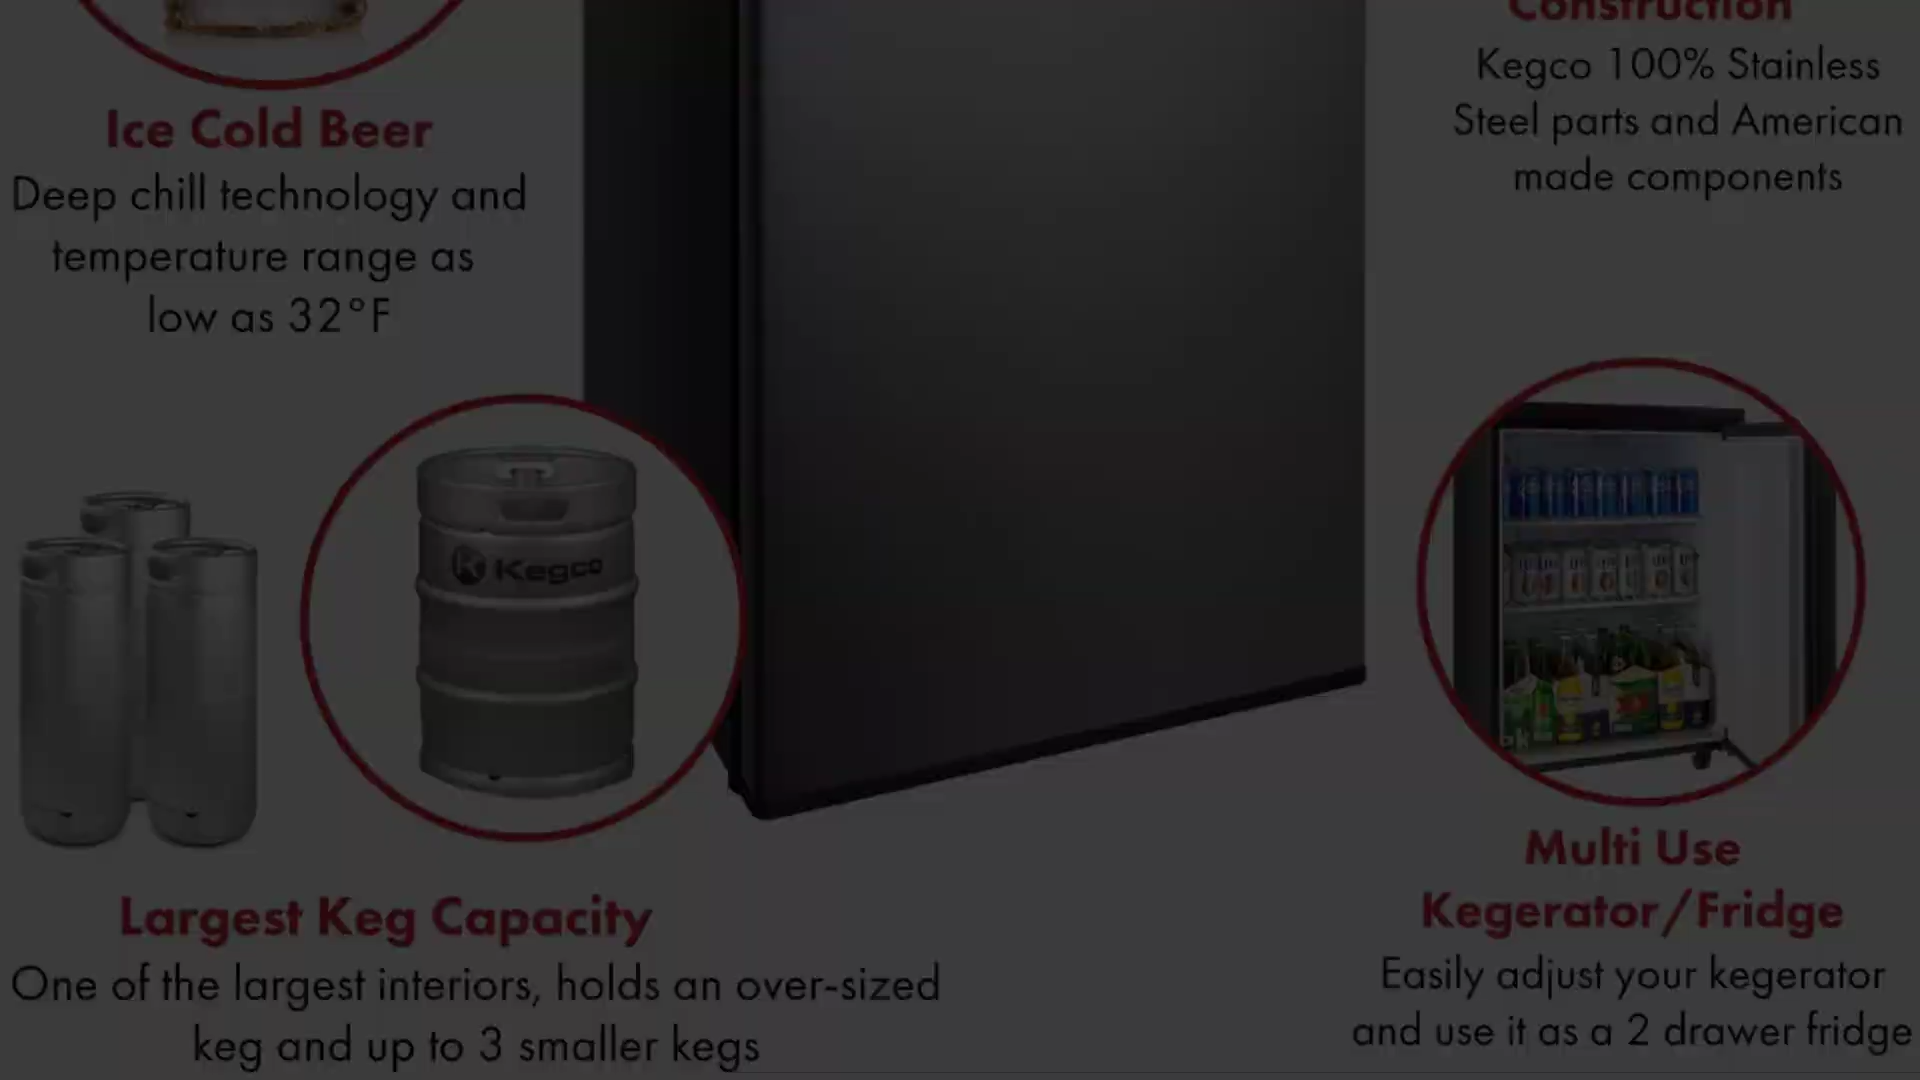 Construction
Kegco 100% Stainless
Steel parts and American
made components
Ice Cold Beer
Deep chill technology and
temperature range as
low as 32°F
Kegco
Largest Keg Capacity
One of the largest interiors, holds an over-sized
keg and up to 3 smaller kegs
Multi Use
Kegerator/Fridge
Easily adjust your kegerator
and use it as a 2 drawer fridge